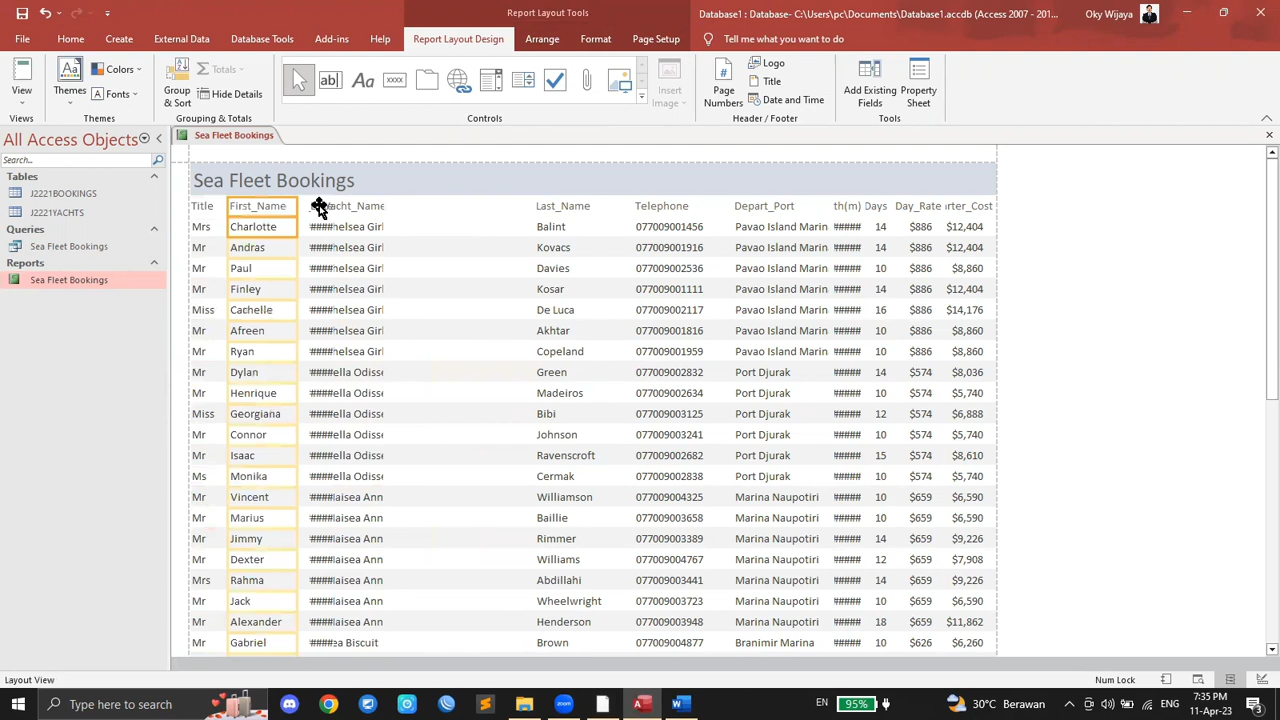 Report Layout Tools
Database1 : Database- C:\Users\pc\Documents\Database1.accdb (Access 2007 - 201...
Oky Wijaya
File Home Create External Data Database Tools Add-ins Help Report Layout Design Arrange Format Page Setup Tell me what you want to do
View Themes Colors Fonts Group & Sort Totals Hide Details ab Aa xxxx Insert Image Page Numbers Logo Title Date and Time Add Existing Fields Property Sheet
Views Themes Grouping & Totals Controls Header / Footer Tools
All Access Objects
Search...
Tables
J2221BOOKINGS
J2221YACHTS
Queries
Sea Fleet Bookings
Reports
Sea Fleet Bookings
Sea Fleet Bookings
Sea Fleet Bookings
Title First_Name acht_Name Last_Name Telephone Depart_Port th(m) Days Day_Rate rter_Cost
Mrs Charlotte ####helsea Girl Balint 077009001456 Pavao Island Marin ##### 14 $886 $12,404
Mr Andras ####helsea Girl Kovacs 077009001916 Pavao Island Marin ##### 14 $886 $12,404
Mr Paul ####helsea Girl Davies 077009002536 Pavao Island Marin ##### 10 $886 $8,860
Mr Finley ####helsea Girl Kosar 077009001111 Pavao Island Marin ##### 14 $886 $12,404
Miss Cachelle ####helsea Girl De Luca 077009002117 Pavao Island Marin ##### 16 $886 $14,176
Mr Afreen ####helsea Girl Akhtar 077009001816 Pavao Island Marin ##### 10 $886 $8,860
Mr Ryan ####helsea Girl Copeland 077009001959 Pavao Island Marin ##### 10 $886 $8,860
Mr Dylan ####ella Odisse Green 077009002832 Port Djurak ##### 14 $574 $8,036
Mr Henrique ####ella Odisse Madeiros 077009002634 Port Djurak ##### 10 $574 $5,740
Miss Georgiana ####ella Odisse Bibi 077009003125 Port Djurak ##### 12 $574 $6,888
Mr Connor ####ella Odisse Johnson 077009003241 Port Djurak ##### 10 $574 $5,740
Mr Isaac ####ella Odisse Ravenscroft 077009002682 Port Djurak ##### 15 $574 $8,610
Ms Monika ####ella Odisse Cermak 077009002838 Port Djurak ##### 10 $574 $5,740
Mr Vincent ####laisea Ann Williamson 077009004325 Marina Naupotiri ##### 10 $659 $6,590
Mr Marius ####laisea Ann Baillie 077009003658 Marina Naupotiri ##### 10 $659 $6,590
Mr Jimmy ####laisea Ann Rimmer 077009003389 Marina Naupotiri ##### 14 $659 $9,226
Mr Dexter ####laisea Ann Williams 077009004767 Marina Naupotiri ##### 12 $659 $7,908
Mrs Rahma ####laisea Ann Abdillahi 077009003441 Marina Naupotiri ##### 14 $659 $9,226
Mr Jack ####laisea Ann Wheelwright 077009003723 Marina Naupotiri ##### 10 $659 $6,590
Mr Alexander ####laisea Ann Henderson 077009003948 Marina Naupotiri ##### 18 $659 $11,862
Mr Gabriel ####ea Biscuit Brown 077009004877 Branimir Marina ##### 10 $626 $6,260
Layout View Num Lock
Type here to search EN 95% 30°C Berawan ENG 7:35 PM
11-Apr-23 3